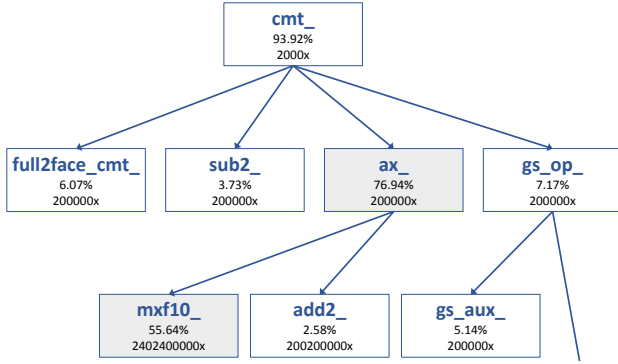 cmt_
93.92%
2000x
full2face_cmt_
6.07%
200000x
sub2_
3.73%
200000x
ax_
76.94%
200000x
gs_op_
7.17%
200000x
mxf10_
55.64%
2402400000x
add2_
2.58%
200200000x
gs_aux_
5.14%
200000x